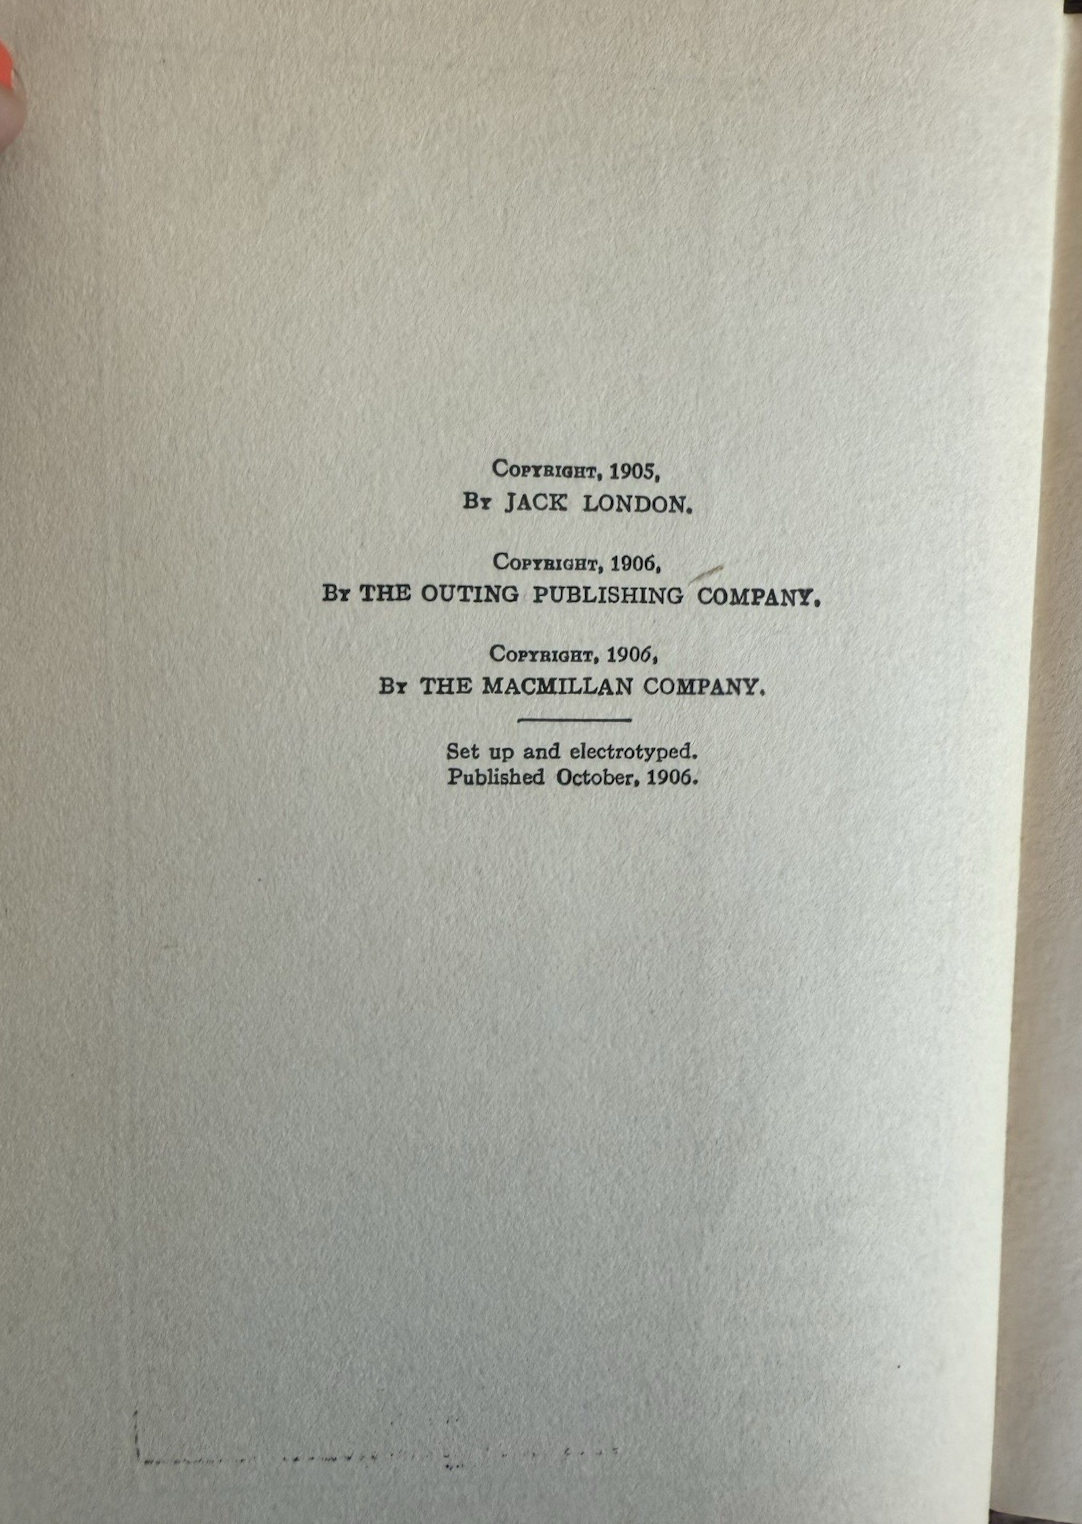 Copyright, 1905,
By JACK LONDON.
Copyright, 1906,
By THE OUTING PUBLISHING COMPANY.
Copyright, 1906,
By THE MACMILLAN COMPANY.
Set up and electrotyped.
Published October, 1906.